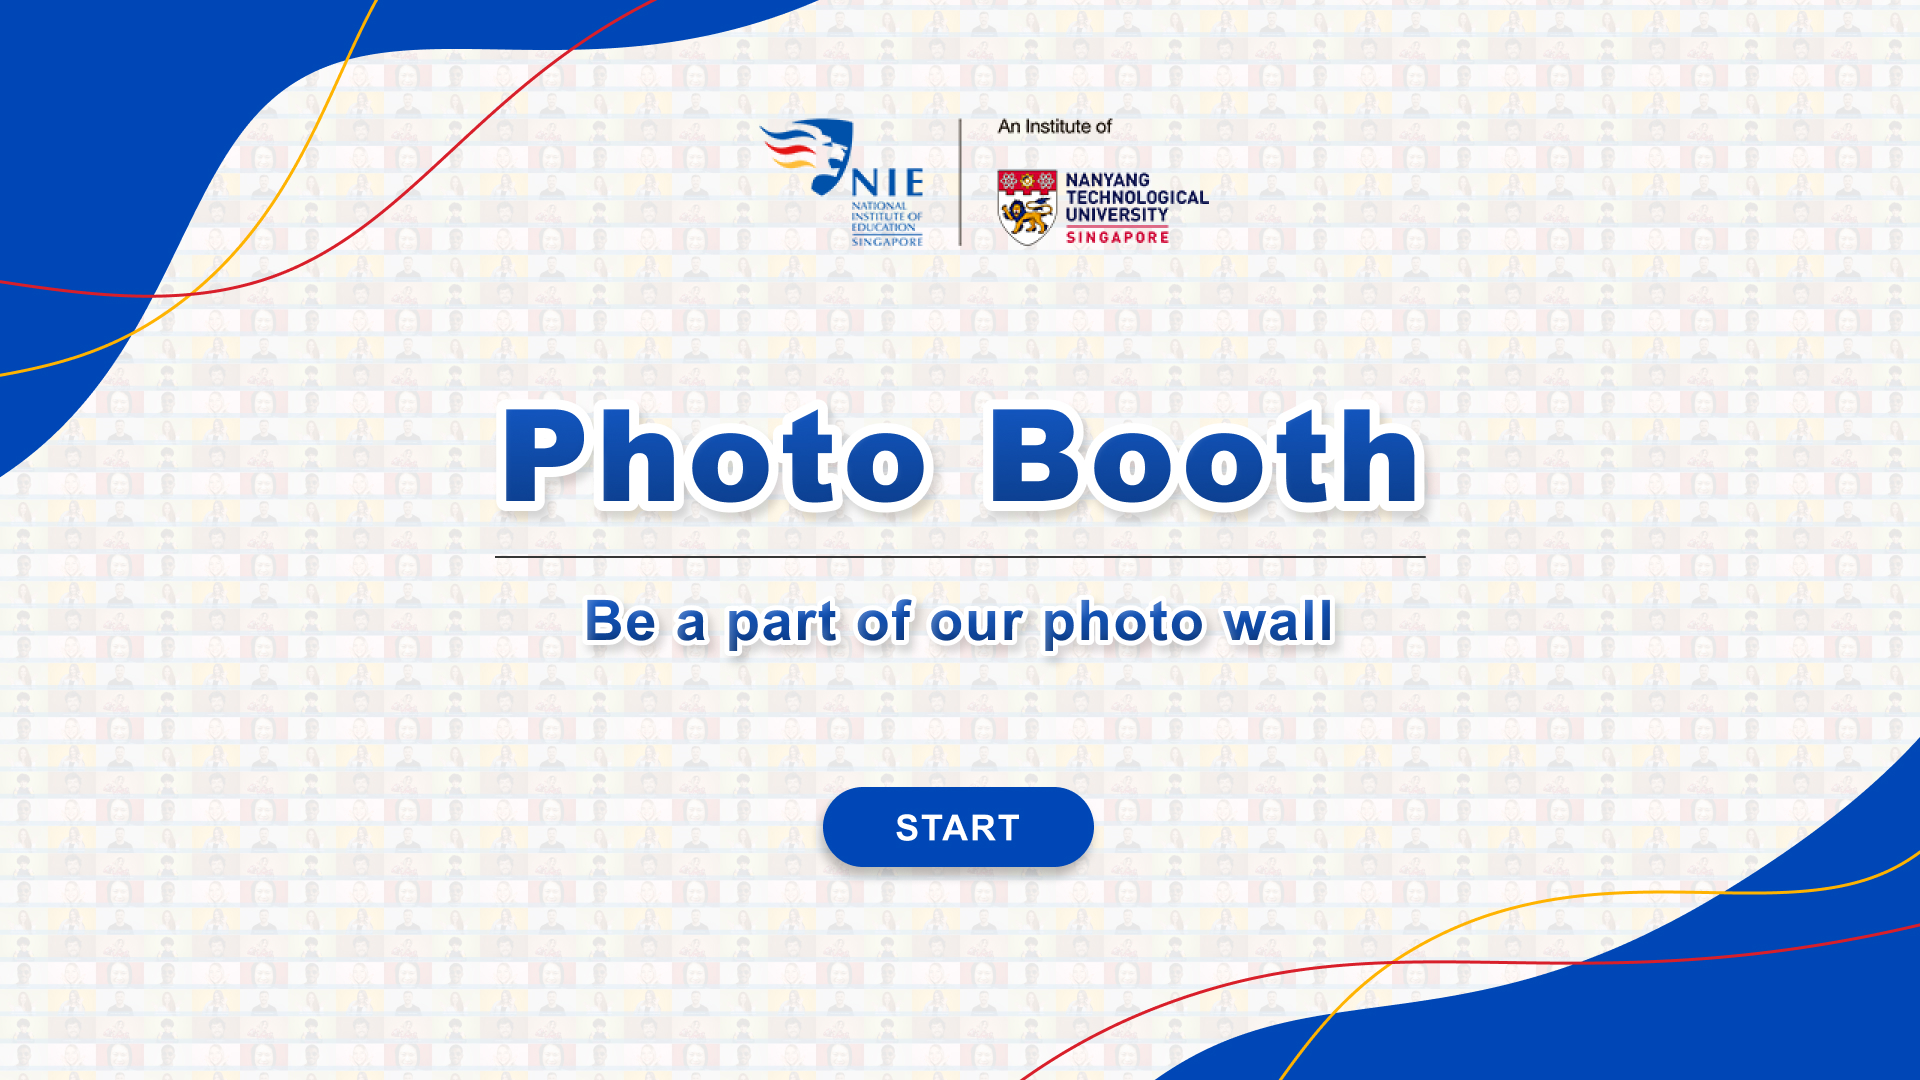 NIE
NATIONAL
INSTITUTE OF
EDUCATION
SINGAPORE
An Institute of
NANYANG
TECHNOLOGICAL
UNIVERSITY
SINGAPORE
Photo Booth
Be a part of our photo wall
START